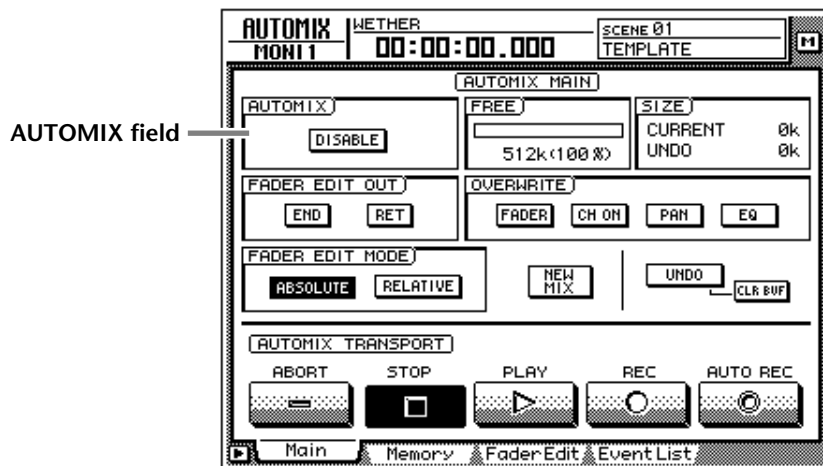 AUTOMIX WETHER SCENE 01
MONI 1 00:00:00.000 TEMPLATE M
AUTOMIX MAIN
AUTOMIX FREE SIZE
AUTOMIX field
DISABLE 512k(100%) CURRENT 0k
UNDO 0k
FADER EDIT OUT OVERWRITE
END RET FADER CH ON PAN EQ
FADER EDIT MODE
ABSOLUTE RELATIVE NEW MIX UNDO CLR BUF
AUTOMIX TRANSPORT
ABORT STOP PLAY REC AUTO REC
Main Memory Fader Edit Event List